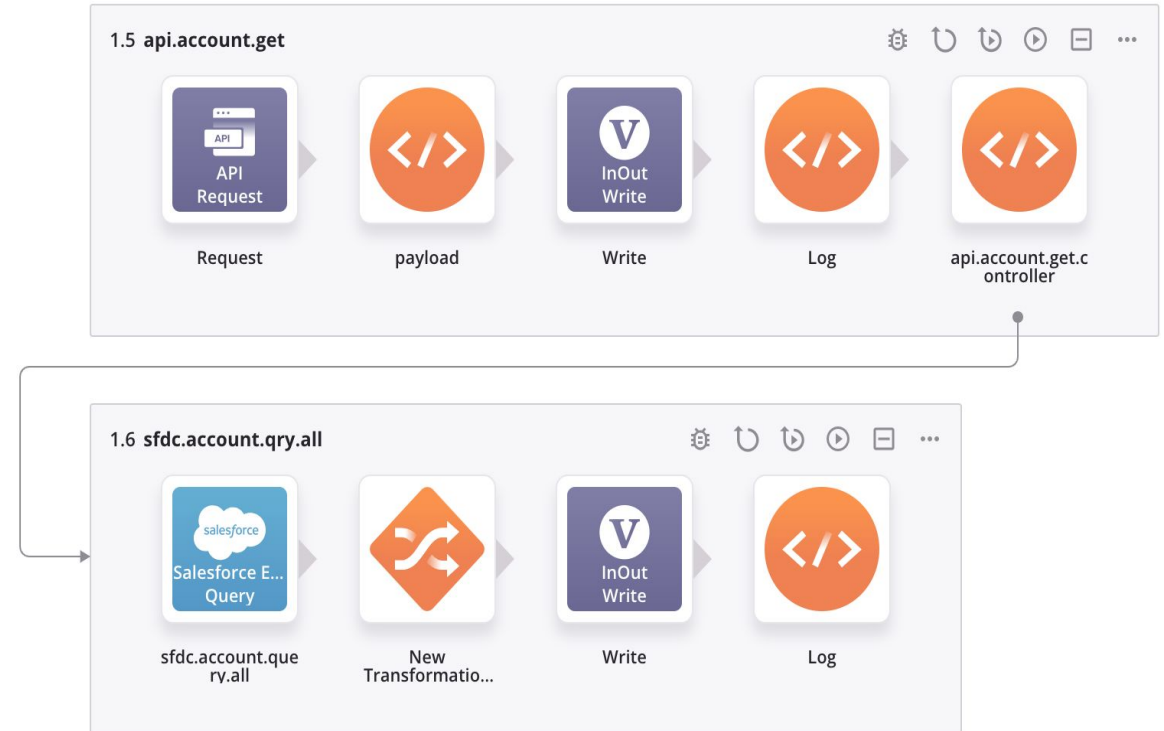 1.5 api.account.get
API
API
Request
InOut
Write
Request
payload
Write
Log
api.account.get.c
ontroller
1.6 sfdc.account.qry.all
salesforce
Salesforce E...
Query
V
InOut
Write
sfdc.account.que
ry.all
New
Transformatio...
Write
Log